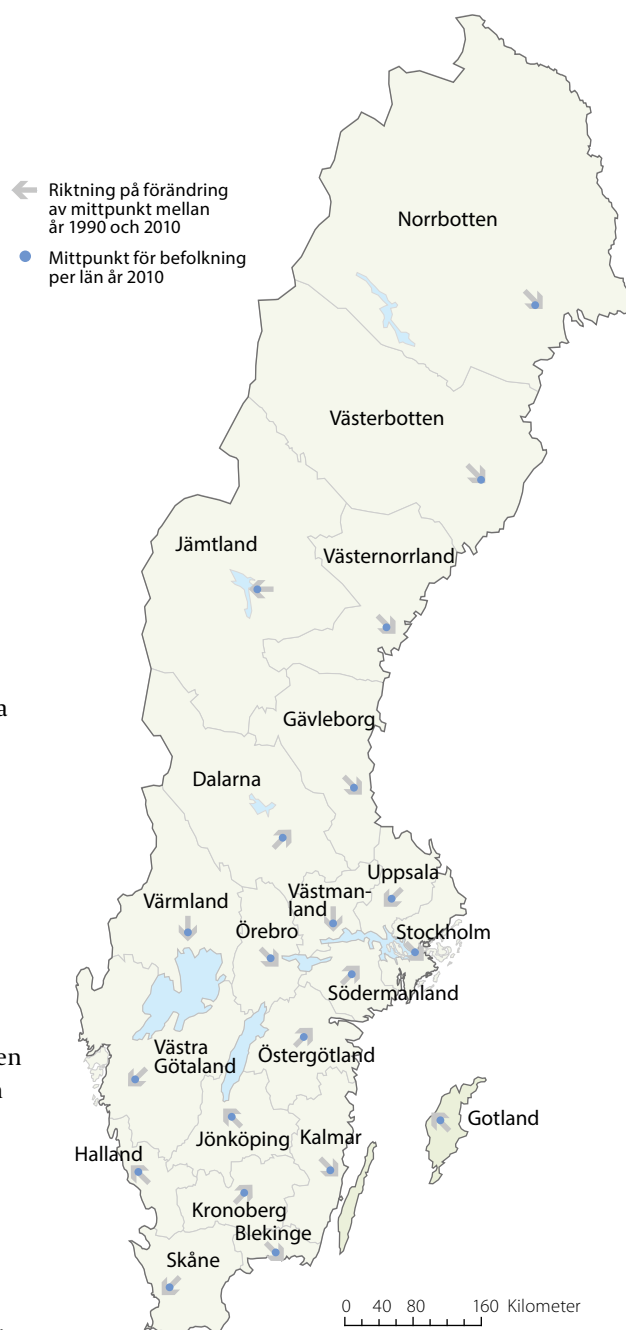 Riktning på förändring
av mittpunkt mellan
år 1990 och 2010
Mittpunkt för befolkning
per län år 2010
Norrbotten
Västerbotten
Jämtland
Västernorrland
a
Gävleborg
Dalarna
Uppsala
Värmland
Västman-
land
Örebro
Stockholm
Södermanland
en
Västra
Götaland
Östergötland
Gotland
Jönköping
Kalmar
Halland
Kronoberg
Blekinge
Skåne
0 40 80 160 Kilometer